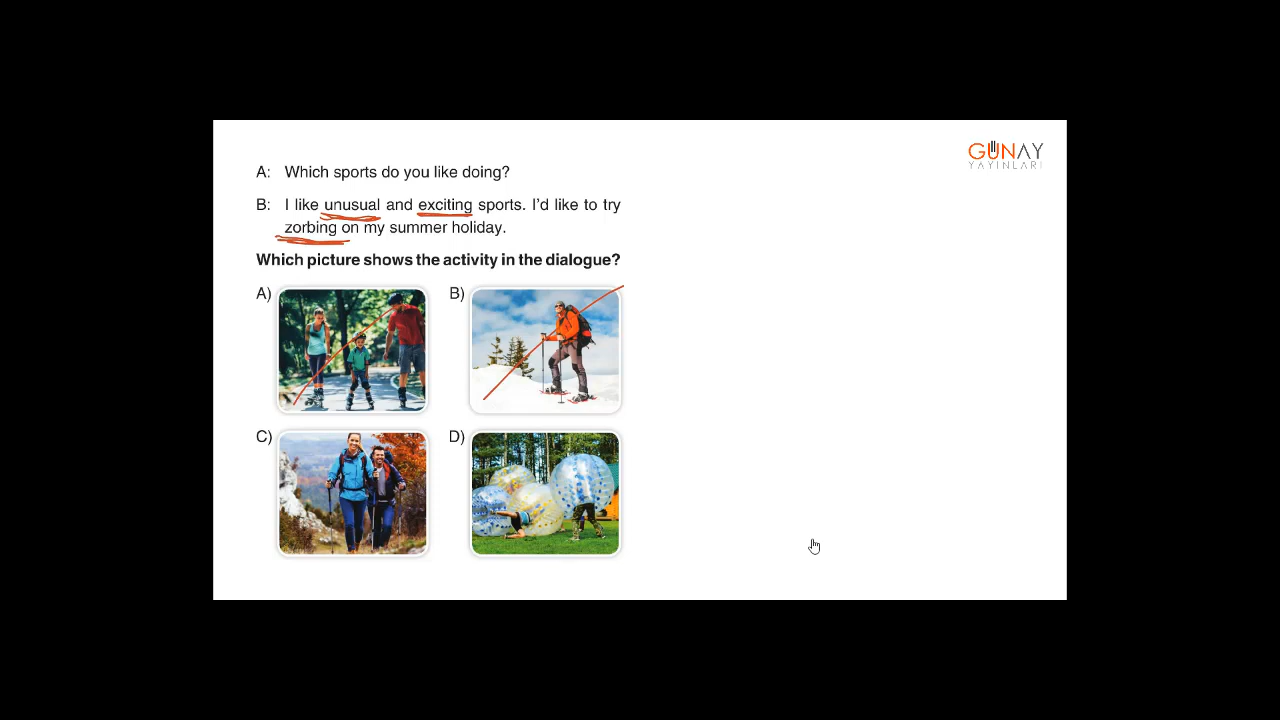 GÜNAY
YAYINLARI
A: Which sports do you like doing?
B: I like unusual and exciting sports. I'd like to try
zorbing on my summer holiday.
Which picture shows the activity in the dialogue?
A)
B)
C)
D)